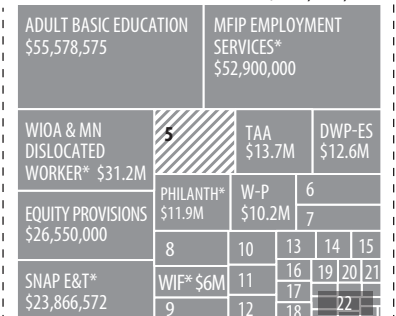 ADULT BASIC EDUCATION
$55,578,575
MFIP EMPLOYMENT
SERVICES*
$52,900,000
WIOA & MN
DISLOCATED
WORKER* $31.2M
5
TAA
$13.7M
DWP-ES
$12.6M
PHILANTH*
$11.9M
W-P
$10.2M
6
7
EQUITY PROVISIONS
$26,550,000
8
10
13
14
15
SNAP E&T*
$23,866,572
WIF* $6M
11
16
19
20
21
17
9
12
18
22